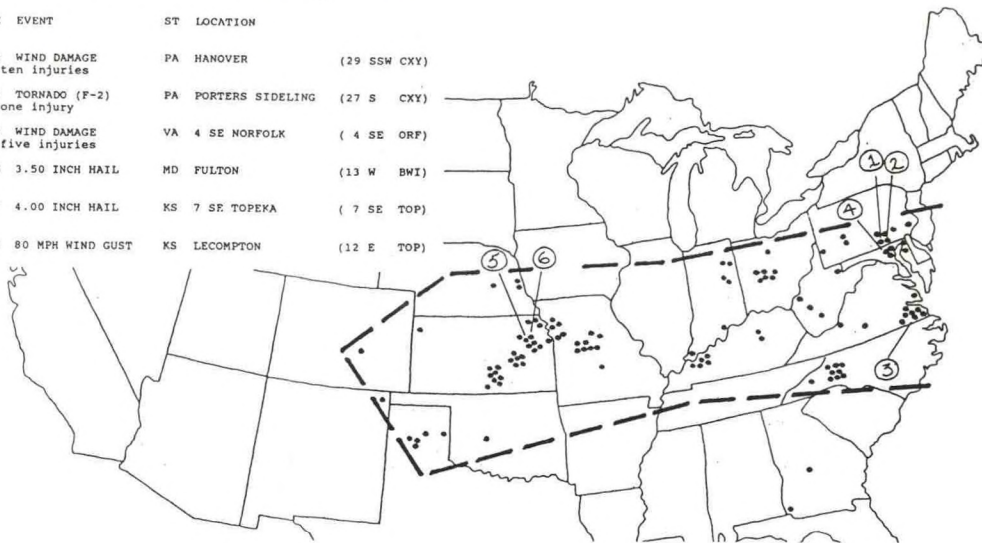 EVENT ST LOCATION
WIND DAMAGE PA HANOVER (29 SSW CXY)
ten injuries
TORNADO (F-2) PA PORTERS SIDELING (27 S CXY)
one injury
WIND DAMAGE VA 4 SE NORFOLK ( 4 SE ORF)
five injuries
3.50 INCH HAIL MD FULTON (13 W BWI)
4.00 INCH HAIL KS 7 SE TOPEKA ( 7 SE TOP)
80 MPH WIND GUST KS LECOMPTON (12 E TOP)
1 2
4
5 6
3